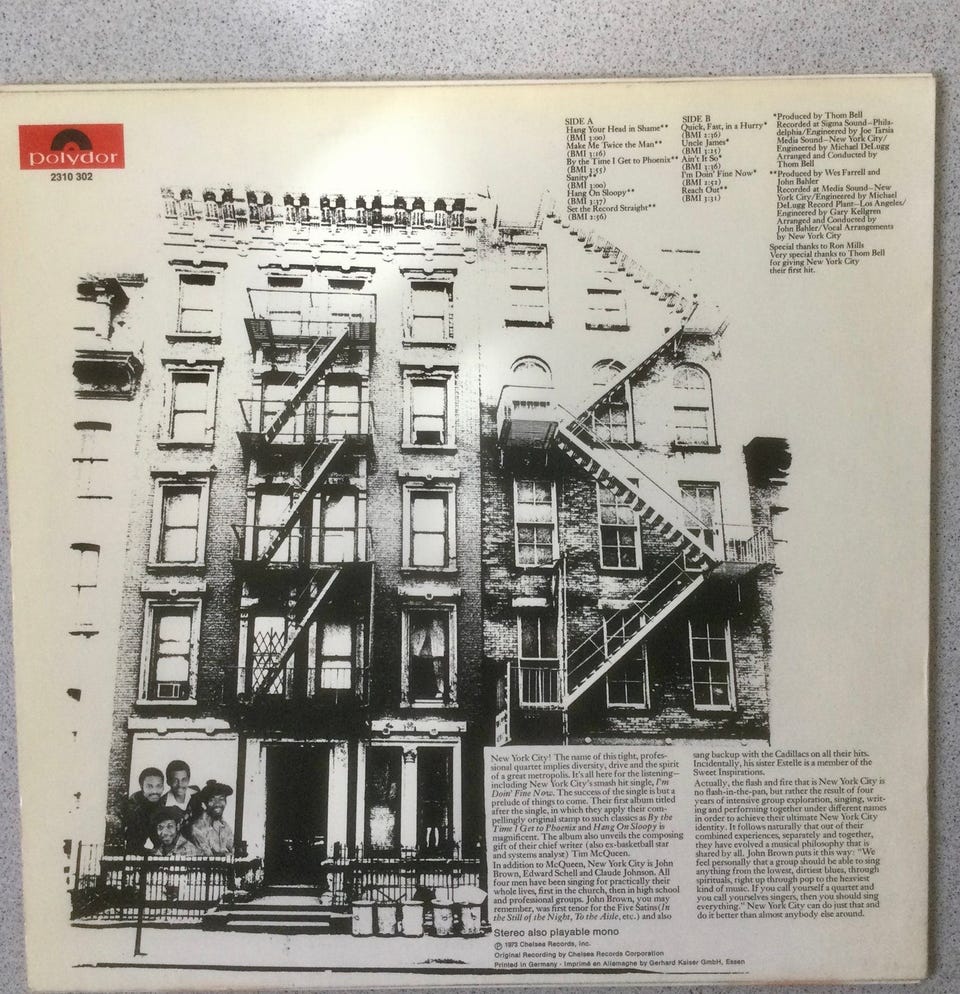 polydor
2310 302
SIDE A
Hang Your Head in Shame**
(BMI 3:00)
Make Me Twice the Man**
(BMI 3:16)
By the Time I Get to Phoenix**
(BMI 3:55)
Sanity**
(BMI 3:00)
Hang On Sloopy**
(BMI 3:37)
Set the Record Straight**
(BMI 2:56)
SIDE B
Quick, Fast, in a Hurry*
(BMI 2:36)
Uncle James*
(BMI 3:25)
Ain't It So*
(BMI 3:36)
I'm Doin' Fine Now*
(BMI 2:52)
Reach Out**
(BMI 3:31)
*Produced by Thom Bell
Recorded at Sigma Sound–Phila-
delphia/Engineered by Joe Tarsia
Media Sound–New York City/
Engineered by Michael DeLugg
Arranged and Conducted by
Thom Bell
**Produced by Wes Farrell and
John Bahler
Recorded at Media Sound–New
York City/Engineered by Michael
DeLugg Record Plant–Los Angeles/
Engineered by Gary Kellgren
Arranged and Conducted by
John Bahler/Vocal Arrangements
by New York City
Special thanks to Ron Mills
Very special thanks to Thom Bell
for giving New York City
their first hit.
New York City! The name of this tight, profes-
sional quartet implies diversity, drive and the spirit
of a great metropolis. It's all here for the listening—
including New York City's smash hit single, I'm
Doin' Fine Now. The success of the single is but a
prelude of things to come. Their first album titled
after the single, in which they apply their com-
pellingly original stamp to such classics as By the
Time I Get to Phoenix and Hang On Sloopy is
magnificent. The album also unveils the composing
gift of their chief writer (also ex-basketball star
and systems analyst) Tim McQueen.
In addition to McQueen, New York City is John
Brown, Edward Schell and Claude Johnson. All
four men have been singing for practically their
whole lives, first in the church, then in high school
and professional groups. John Brown, you may
remember, was first tenor for the Five Satins (In
the Still of the Night, To the Aisle, etc.) and also
sang backup with the Cadillacs on all their hits.
Incidentally, his sister Estelle is a member of the
Sweet Inspirations.
Actually, the flash and fire that is New York City is
no flash-in-the-pan, but rather the result of four
years of intensive group exploration, singing, writ-
ing and performing together under different names
in order to achieve their ultimate New York City
identity. It follows naturally that out of their
combined experiences, separately and together,
they have evolved a musical philosophy that is
shared by all. John Brown puts it this way: "We
feel personally that a group should be able to sing
anything from the lowest, dirtiest blues, through
spirituals, right up through pop to the heaviest
kind of music. If you call yourself a quartet and
you call yourselves singers, then you should sing
everything." New York City can do just that and
do it better than almost anybody else around.
Stereo also playable mono
℗ 1973 Chelsea Records, Inc.
Original Recording by Chelsea Records Corporation
Printed in Germany · Imprimé en Allemagne by Gerhard Kaiser GmbH, Essen